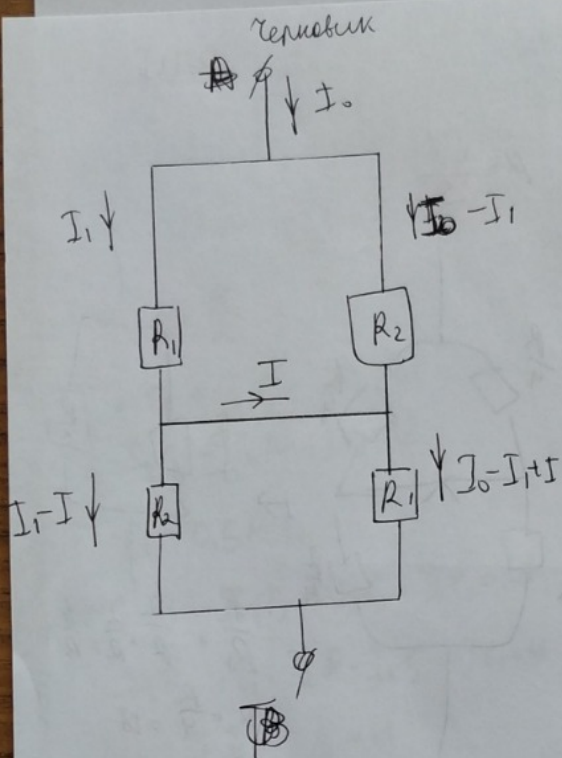 Черновик
I₀
I₁
I₀ - I₁
R₁
R₂
I
I₁-I
R₂
R₁
I₀-I₁+I
B